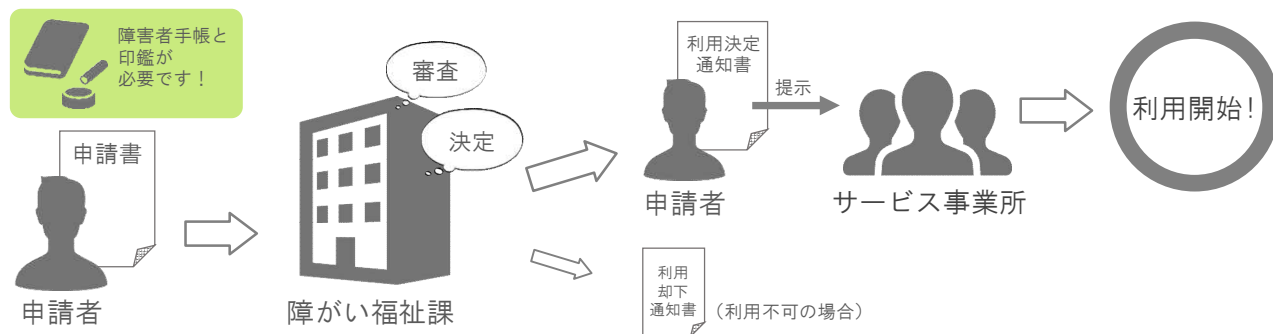 障害者手帳と
印鑑が
必要です！
申請書
申請者
審査
決定
障がい福祉課
利用決定
通知書
提示
申請者
サービス事業所
利用開始！
利用
却下
通知書
（利用不可の場合）